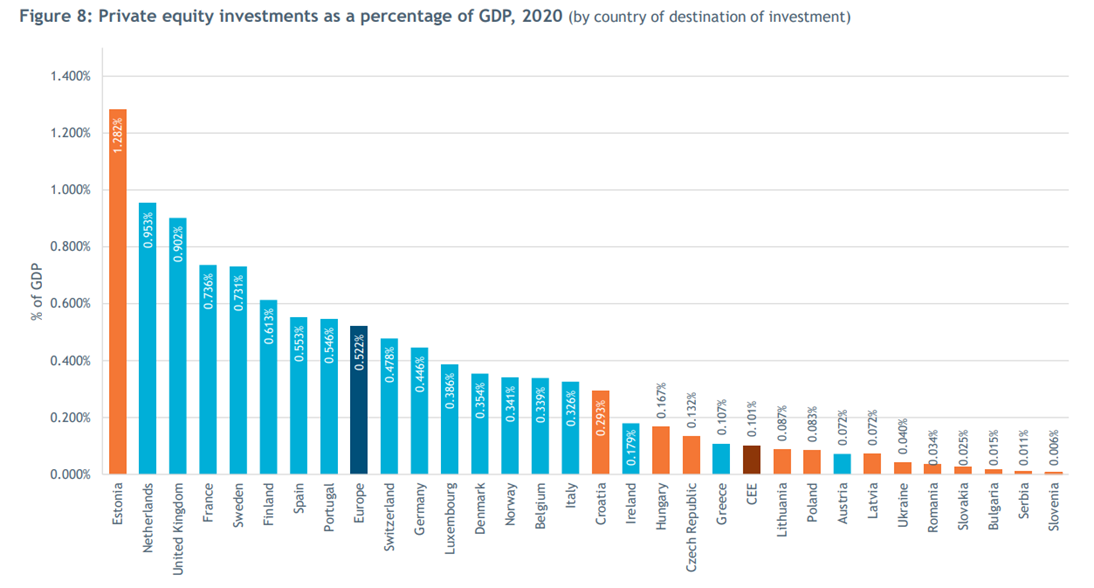 Figure 8: Private equity investments as a percentage of GDP, 2020 (by country of destination of investment)
% of GDP
1.400%
1.200%
1.000%
0.800%
0.600%
0.400%
0.200%
0.000%
1.282%
0.953%
0.902%
0.736%
0.731%
0.613%
0.553%
0.546%
0.522%
0.478%
0.446%
0.386%
0.354%
0.341%
0.339%
0.326%
0.293%
0.179%
0.167%
0.132%
0.107%
0.101%
0.087%
0.083%
0.072%
0.072%
0.040%
0.034%
0.025%
0.015%
0.011%
0.006%
Estonia
Netherlands
United Kingdom
France
Sweden
Finland
Spain
Portugal
Europe
Switzerland
Germany
Luxembourg
Denmark
Norway
Belgium
Italy
Croatia
Ireland
Hungary
Czech Republic
Greece
CEE
Lithuania
Poland
Austria
Latvia
Ukraine
Romania
Slovakia
Bulgaria
Serbia
Slovenia